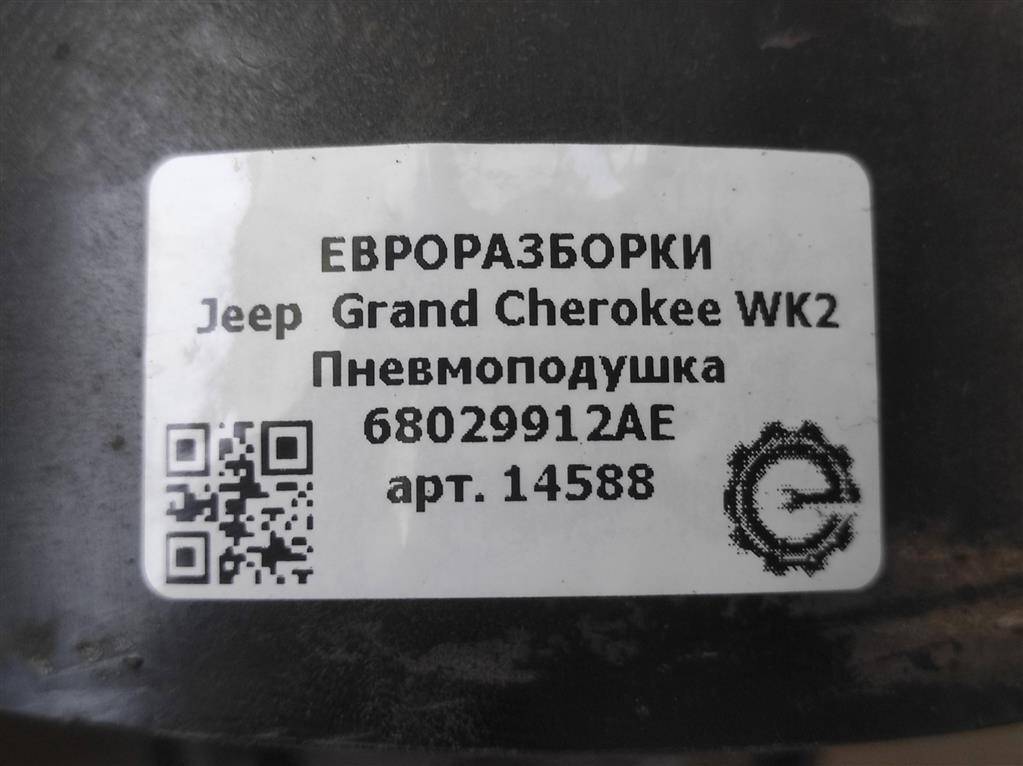 ЕВРОРАЗБОРКИ
Jeep Grand Cherokee WK2
Пневмоподушка
68029912AE
арт. 14588